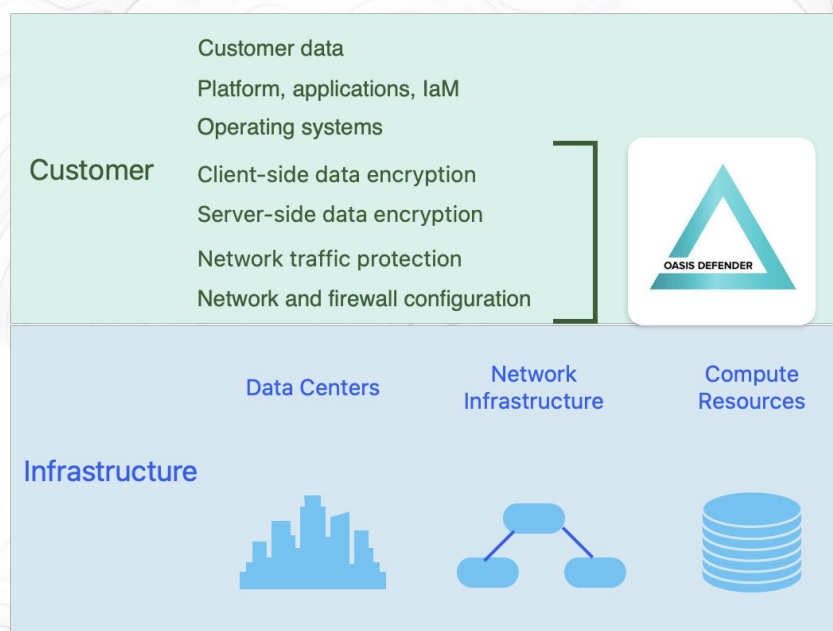 Customer
Customer data
Platform, applications, IaM
Operating systems
Client-side data encryption
Server-side data encryption
Network traffic protection
Network and firewall configuration
OASIS DEFENDER
Infrastructure
Data Centers
Network
Infrastructure
Compute
Resources